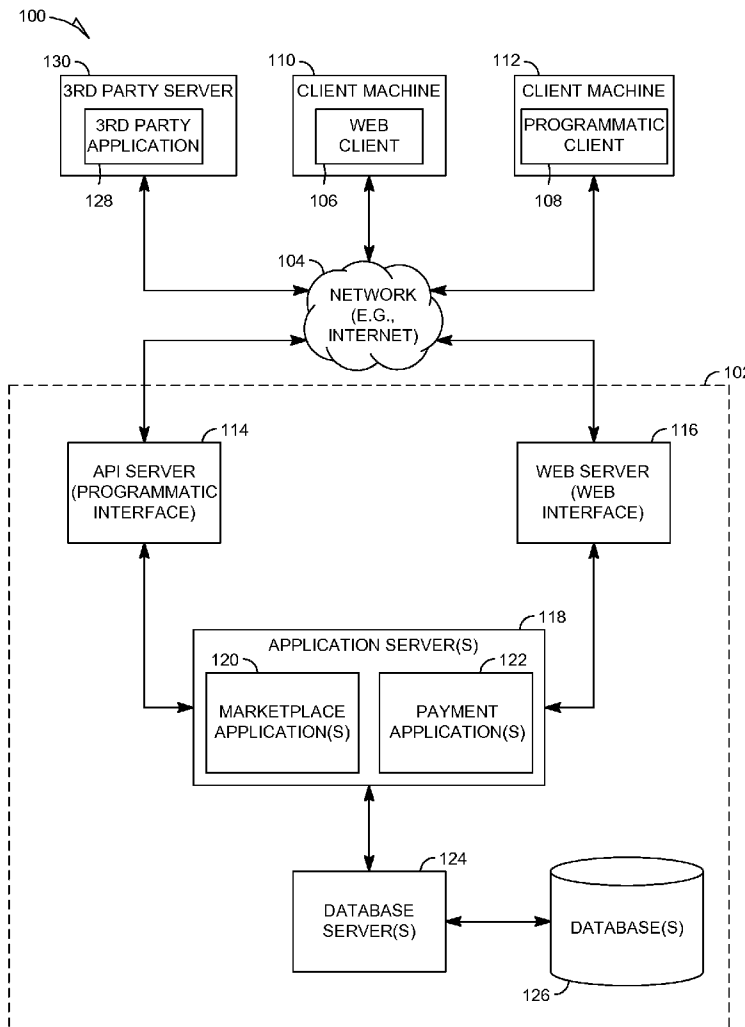 100
130
110
112
3RD PARTY SERVER
3RD PARTY
APPLICATION
128
CLIENT MACHINE
WEB
CLIENT
106
CLIENT MACHINE
PROGRAMMATIC
CLIENT
108
104
NETWORK
(E.G.,
INTERNET)
102
114
API SERVER
(PROGRAMMATIC
INTERFACE)
116
WEB SERVER
(WEB
INTERFACE)
118
APPLICATION SERVER(S)
120
MARKETPLACE
APPLICATION(S)
122
PAYMENT
APPLICATION(S)
124
DATABASE
SERVER(S)
DATABASE(S)
126